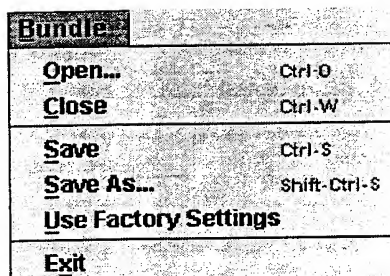 Bundle
Open... Ctrl-O
Close Ctrl-W
Save Ctrl-S
Save As... Shift-Ctrl-S
Use Factory Settings
Exit